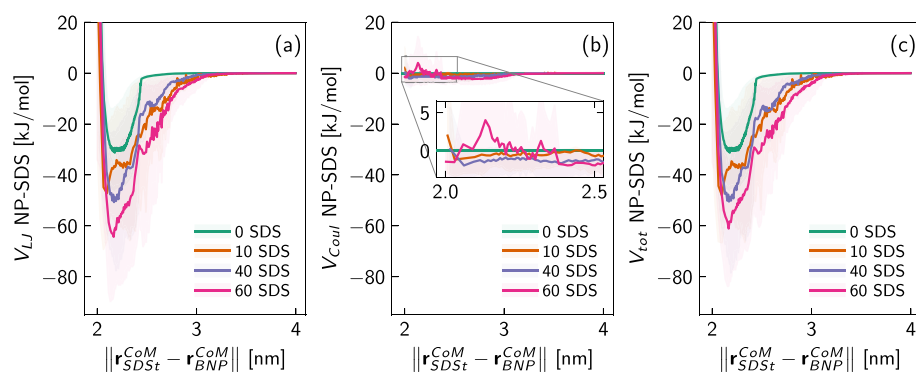 20
0
−20
−40
−60
−80
2
3
4
V_LJ NP-SDS [kJ/mol]
‖r^CoM_SDSt − r^CoM_BNP‖ [nm]
(a)
0 SDS
10 SDS
40 SDS
60 SDS
20
0
−20
−40
−60
−80
2
3
4
V_Coul NP-SDS [kJ/mol]
‖r^CoM_SDSt − r^CoM_BNP‖ [nm]
(b)
5
0
2.0
2.5
0 SDS
10 SDS
40 SDS
60 SDS
20
0
−20
−40
−60
−80
2
3
4
V_tot NP-SDS [kJ/mol]
‖r^CoM_SDSt − r^CoM_BNP‖ [nm]
(c)
0 SDS
10 SDS
40 SDS
60 SDS